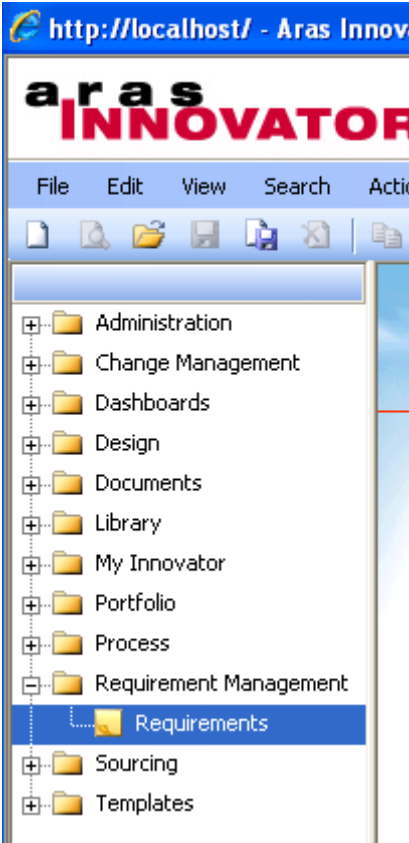 http://localhost/ - Aras Innov
aras
INNOVATOR
File Edit View Search Actio
Administration
Change Management
Dashboards
Design
Documents
Library
My Innovator
Portfolio
Process
Requirement Management
Requirements
Sourcing
Templates